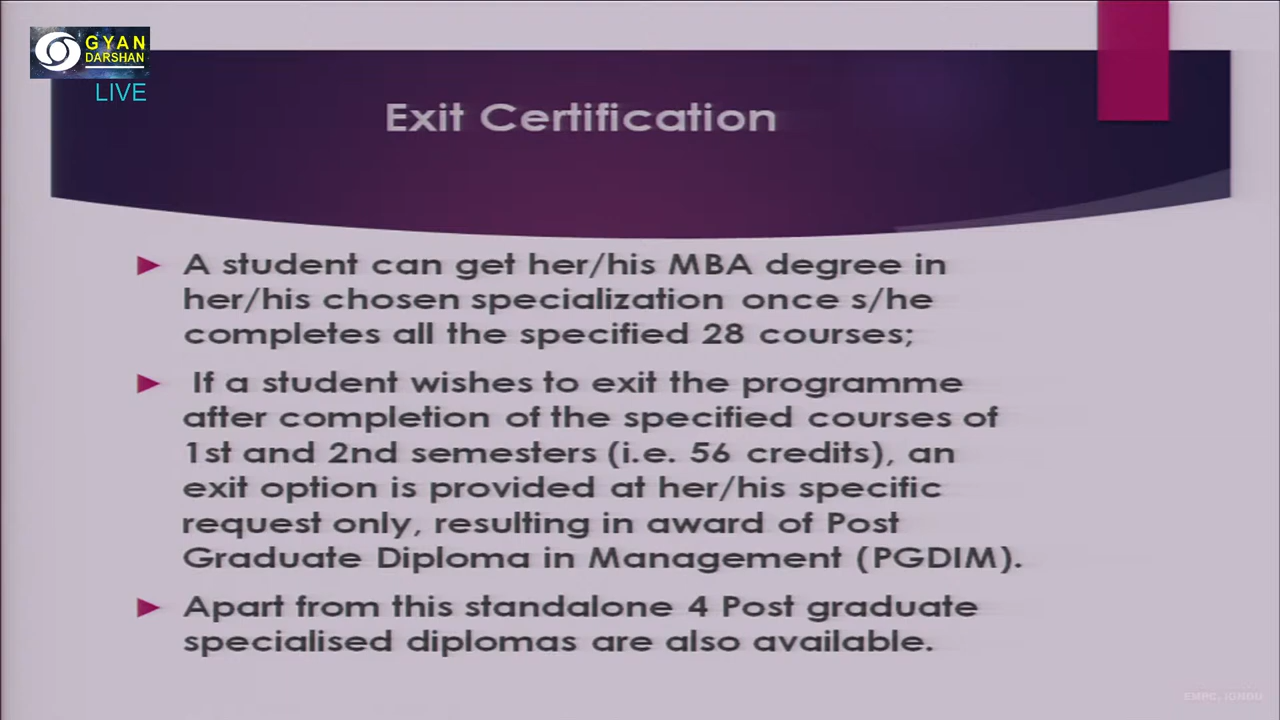 GYAN
DARSHAN
LIVE
Exit Certification
A student can get her/his MBA degree in
her/his chosen specialization once s/he
completes all the specified 28 courses;
If a student wishes to exit the programme
after completion of the specified courses of
1st and 2nd semesters (i.e. 56 credits), an
exit option is provided at her/his specific
request only, resulting in award of Post
Graduate Diploma in Management (PGDIM).
Apart from this standalone 4 Post graduate
specialised diplomas are also available.
EMPC, IGNOU